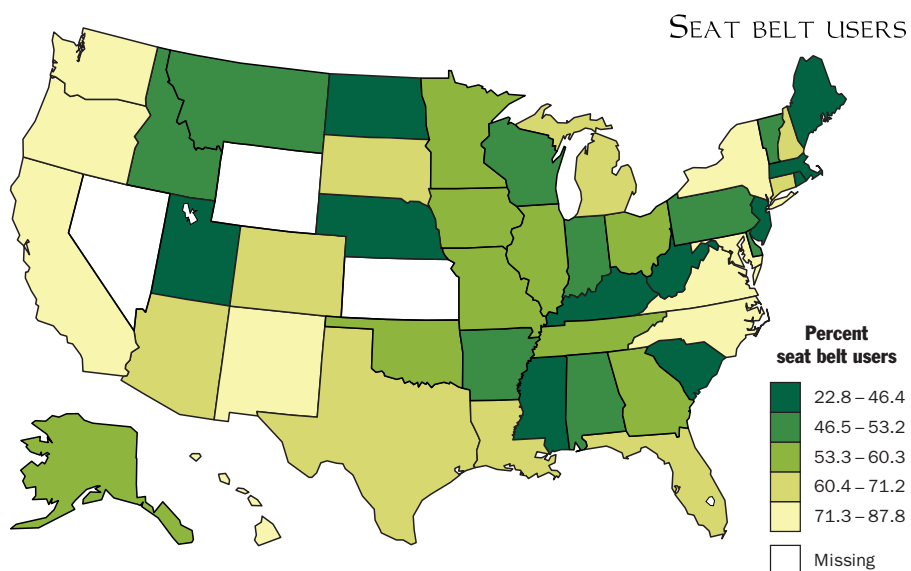 SEAT BELT USERS
Percent
seat belt users
22.8 – 46.4
46.5 – 53.2
53.3 – 60.3
60.4 – 71.2
71.3 – 87.8
Missing